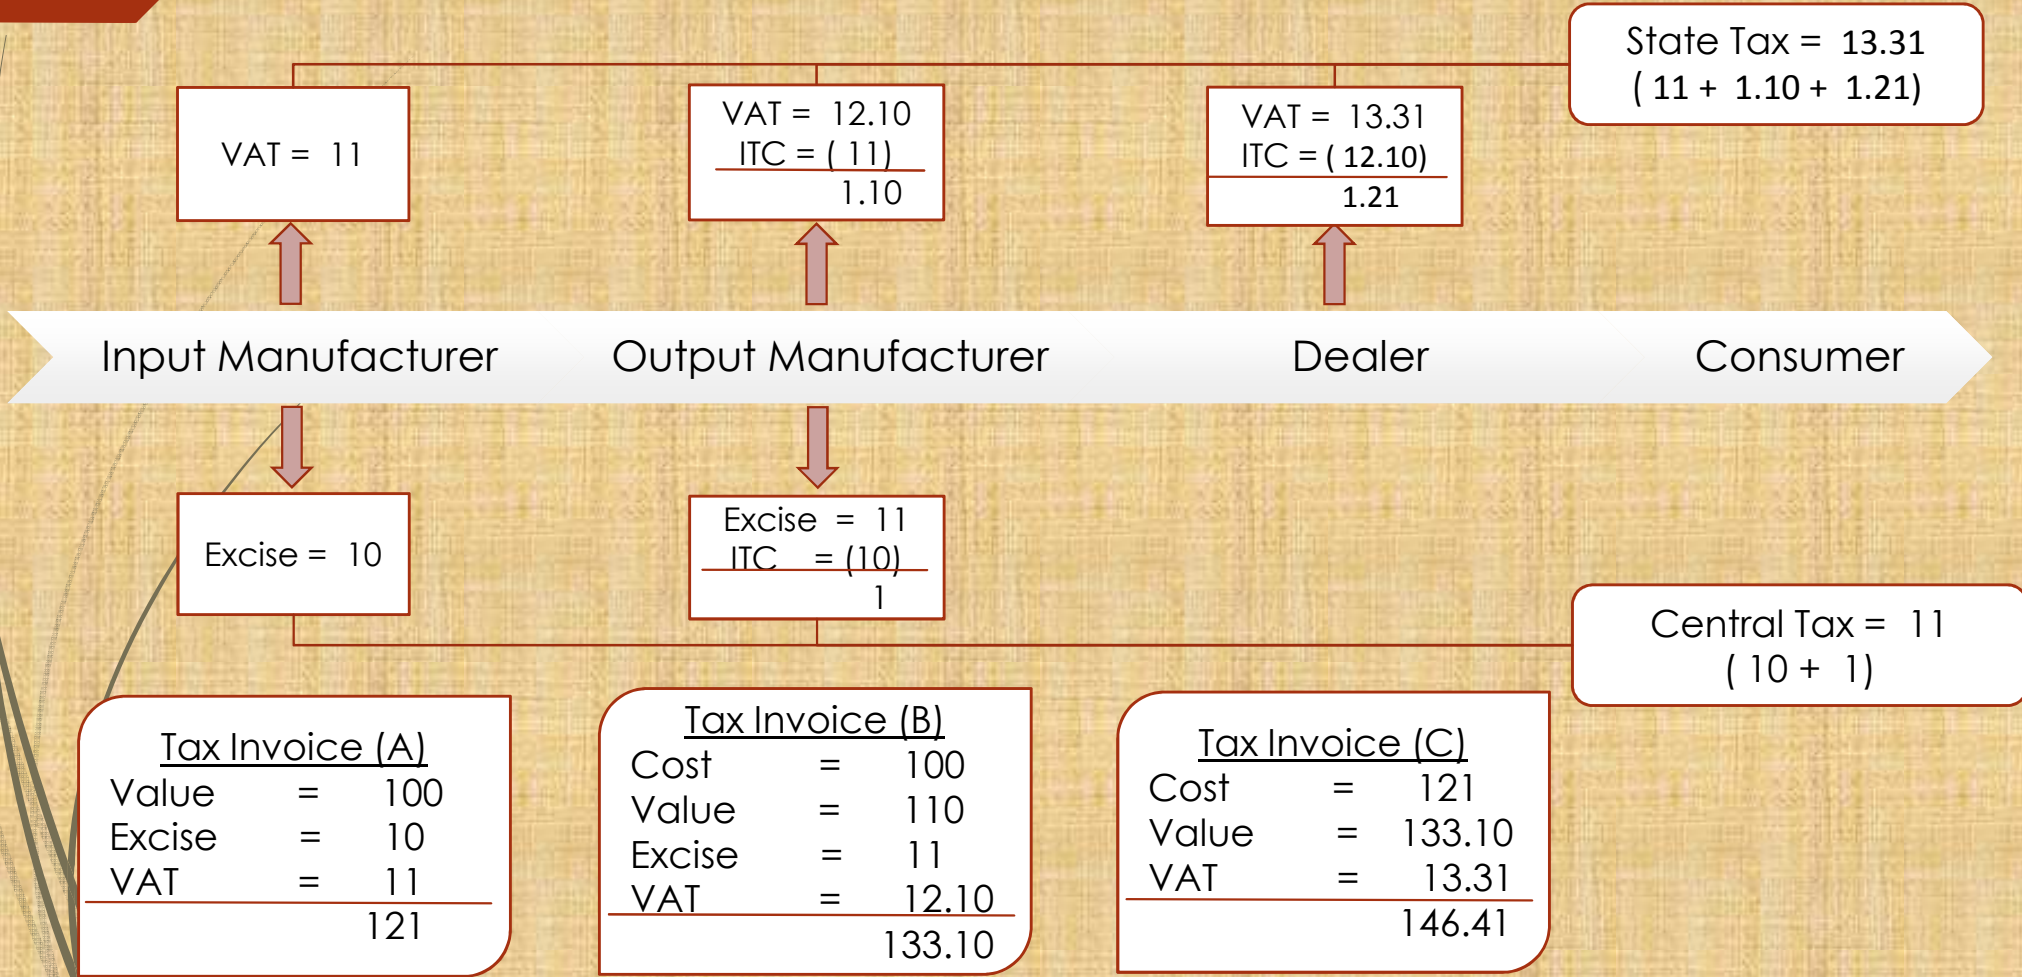 State Tax = 13.31
( 11 + 1.10 + 1.21)
VAT = 11
VAT = 12.10
ITC = ( 11)
1.10
VAT = 13.31
ITC = ( 12.10)
1.21
Input Manufacturer
Output Manufacturer
Dealer
Consumer
Excise = 10
Excise = 11
ITC = (10)
1
Central Tax = 11
( 10 + 1)
Tax Invoice (A)
Value = 100
Excise = 10
VAT = 11
121
Tax Invoice (B)
Cost = 100
Value = 110
Excise = 11
VAT = 12.10
133.10
Tax Invoice (C)
Cost = 121
Value = 133.10
VAT = 13.31
146.41